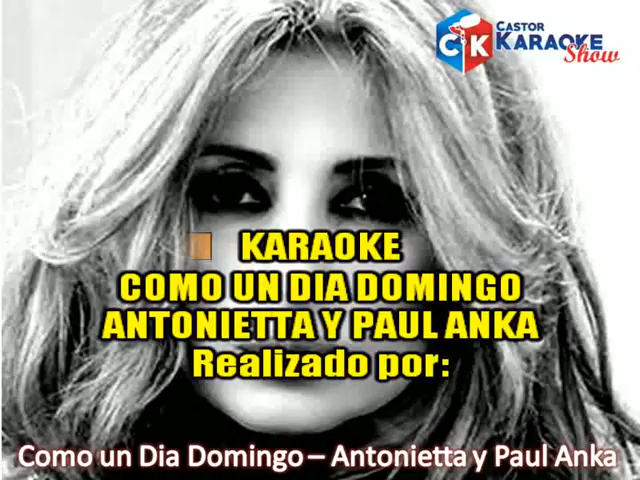 CASTOR
CK KARAOKE
Show
KARAOKE
COMO UN DIA DOMINGO
ANTONIETTA Y PAUL ANKA
Realizado por:
Como un Dia Domingo – Antonietta y Paul Anka